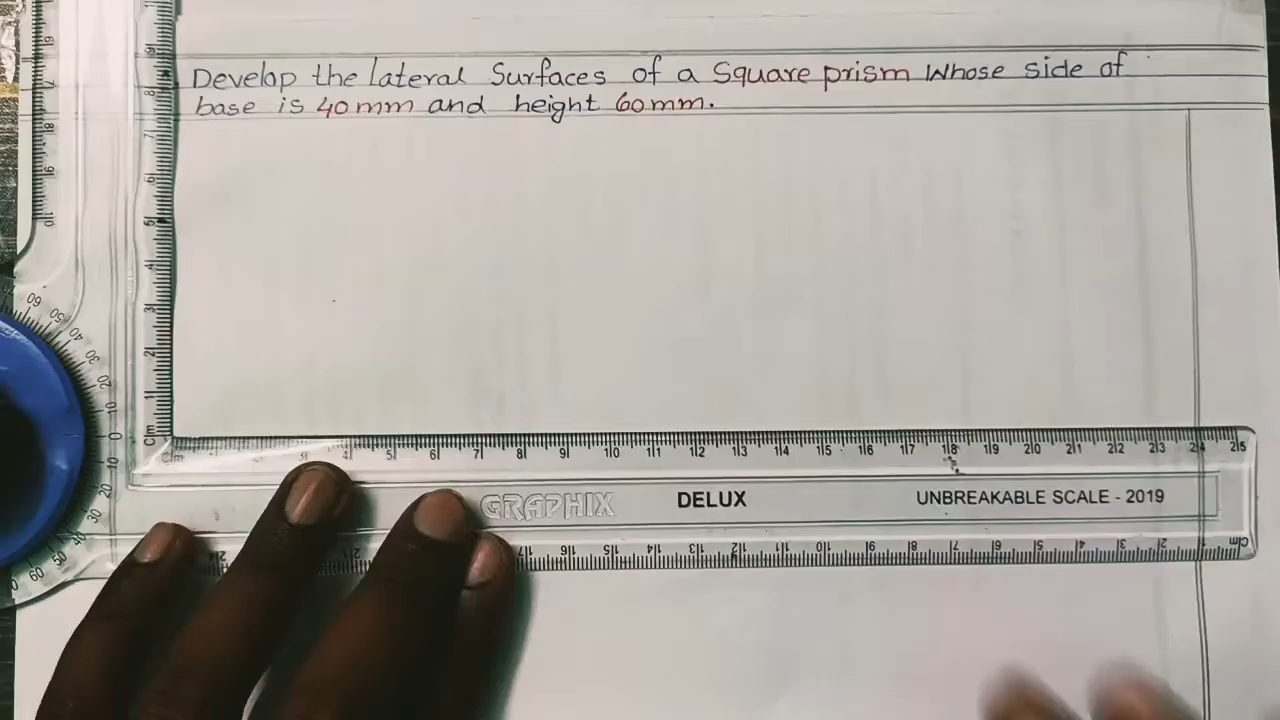 Develop the lateral Surfaces of a Square prism Whose side of
base is 40mm and height 60mm.
GRAPHIX
DELUX
UNBREAKABLE SCALE - 2019